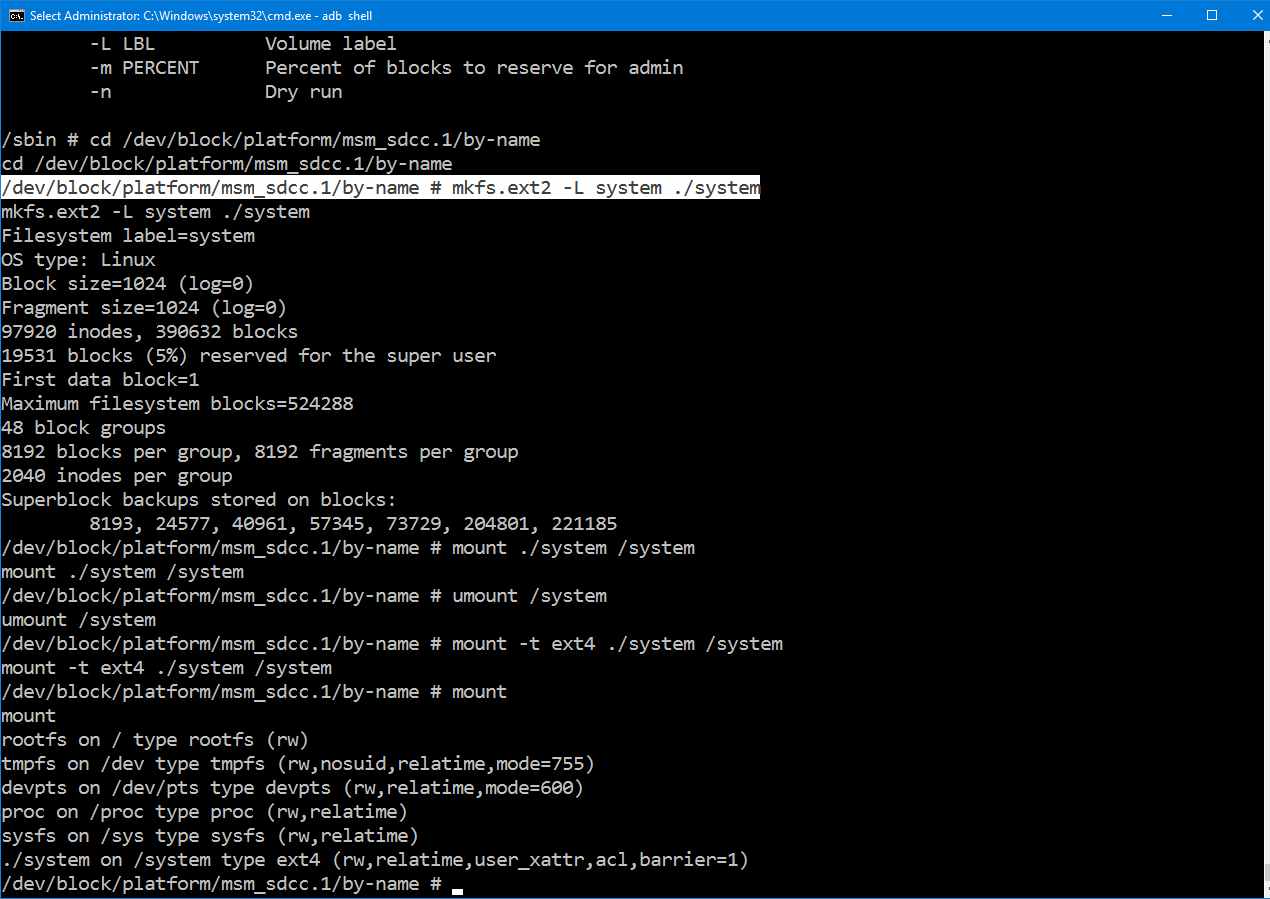 Select Administrator: C:\Windows\system32\cmd.exe - adb shell
-L LBL Volume label
-m PERCENT Percent of blocks to reserve for admin
-n Dry run
/sbin # cd /dev/block/platform/msm_sdcc.1/by-name
cd /dev/block/platform/msm_sdcc.1/by-name
/dev/block/platform/msm_sdcc.1/by-name # mkfs.ext2 -L system ./system
mkfs.ext2 -L system ./system
Filesystem label=system
OS type: Linux
Block size=1024 (log=0)
Fragment size=1024 (log=0)
97920 inodes, 390632 blocks
19531 blocks (5%) reserved for the super user
First data block=1
Maximum filesystem blocks=524288
48 block groups
8192 blocks per group, 8192 fragments per group
2040 inodes per group
Superblock backups stored on blocks:
8193, 24577, 40961, 57345, 73729, 204801, 221185
/dev/block/platform/msm_sdcc.1/by-name # mount ./system /system
mount ./system /system
/dev/block/platform/msm_sdcc.1/by-name # umount /system
umount /system
/dev/block/platform/msm_sdcc.1/by-name # mount -t ext4 ./system /system
mount -t ext4 ./system /system
/dev/block/platform/msm_sdcc.1/by-name # mount
mount
rootfs on / type rootfs (rw)
tmpfs on /dev type tmpfs (rw,nosuid,relatime,mode=755)
devpts on /dev/pts type devpts (rw,relatime,mode=600)
proc on /proc type proc (rw,relatime)
sysfs on /sys type sysfs (rw,relatime)
./system on /system type ext4 (rw,relatime,user_xattr,acl,barrier=1)
/dev/block/platform/msm_sdcc.1/by-name #